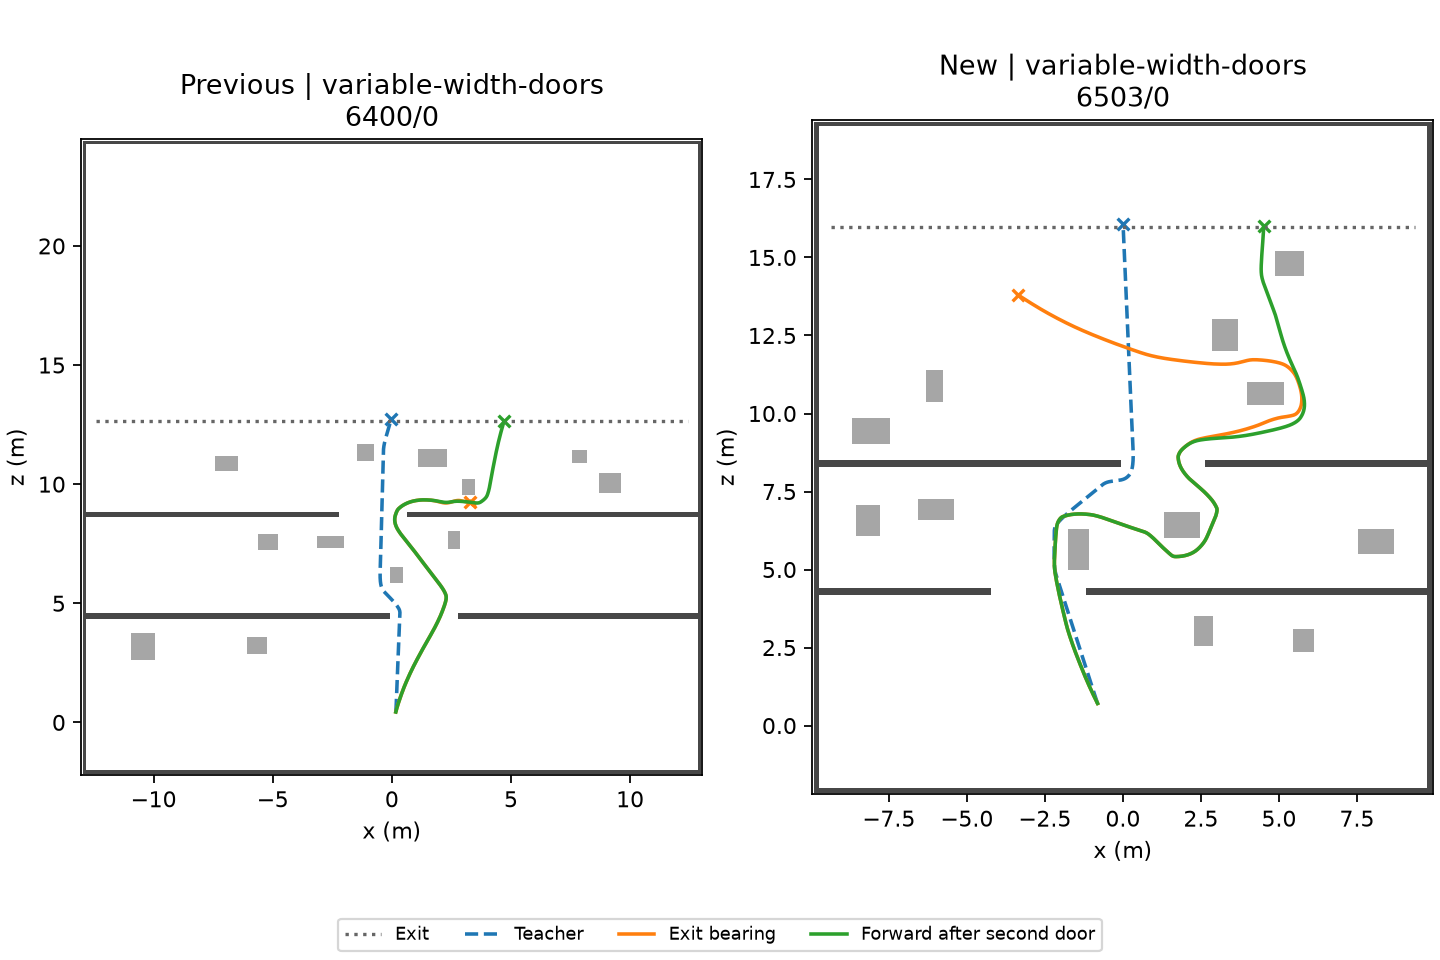 Previous | variable-width-doors
6400/0
20
15
10
5
0
z (m)
−10
−5
0
5
10
x (m)
New | variable-width-doors
6503/0
17.5
15.0
12.5
10.0
7.5
5.0
2.5
0.0
z (m)
−7.5
−5.0
−2.5
0.0
2.5
5.0
7.5
x (m)
Exit
Teacher
Exit bearing
Forward after second door